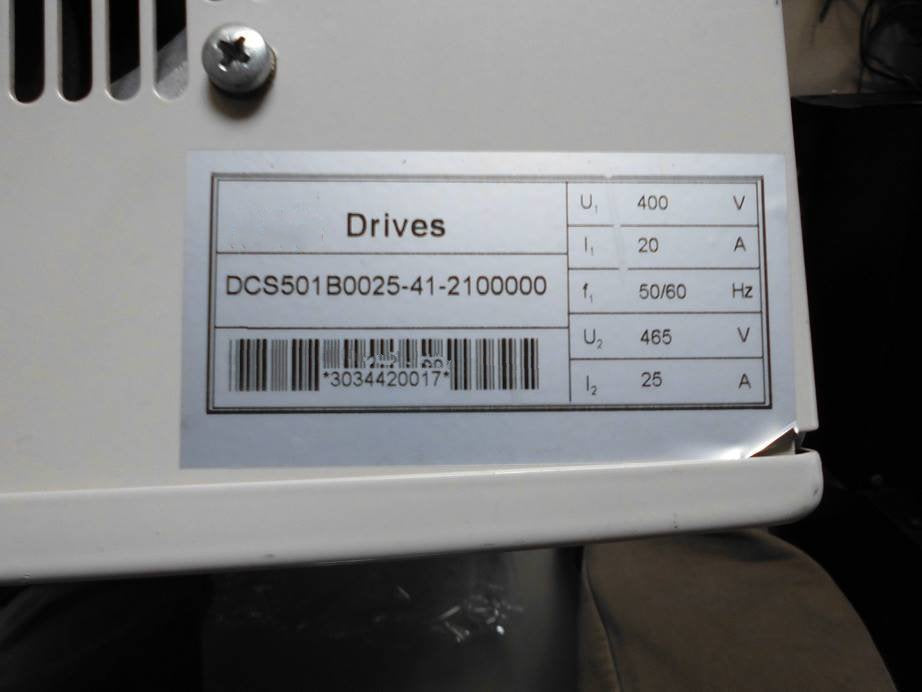 Drives
DCS501B0025-41-2100000
*3034420017*
U1 400 V
I1 20 A
f1 50/60 Hz
U2 465 V
I2 25 A